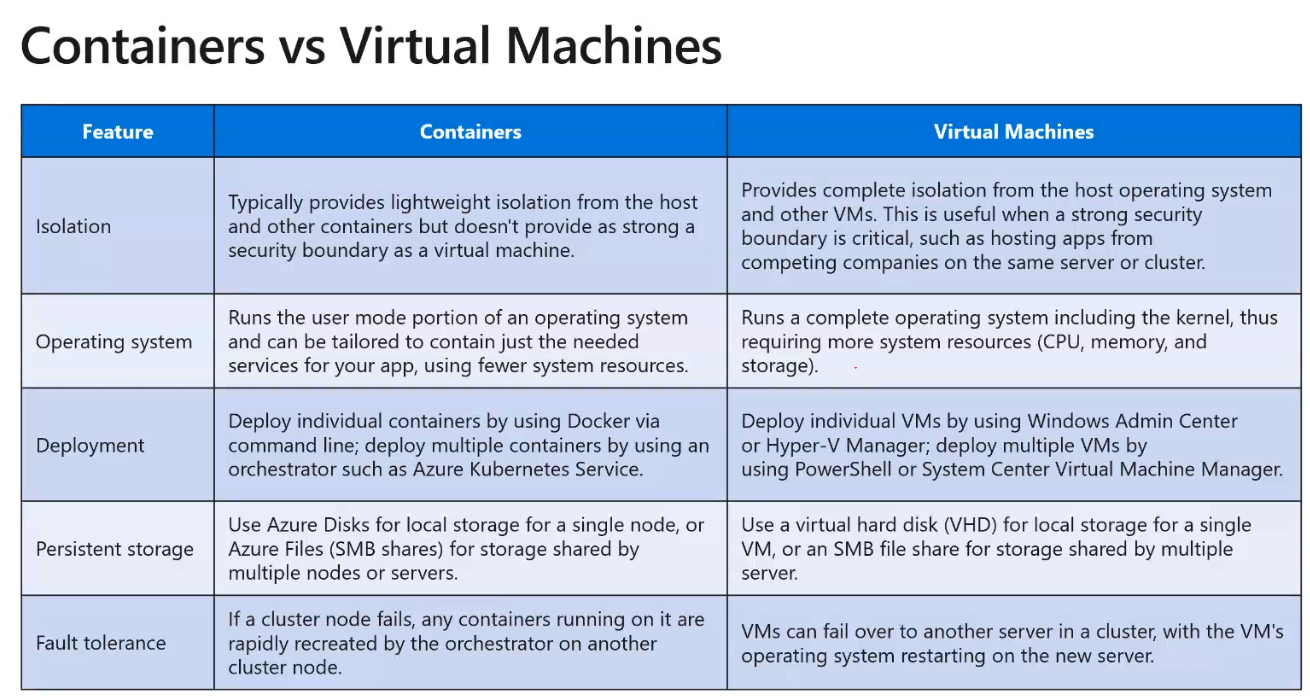 Containers vs Virtual Machines
Feature
Containers
Virtual Machines
Isolation
Typically provides lightweight isolation from the host
and other containers but doesn't provide as strong a
security boundary as a virtual machine.
Provides complete isolation from the host operating system
and other VMs. This is useful when a strong security
boundary is critical, such as hosting apps from
competing companies on the same server or cluster.
Operating system
Runs the user mode portion of an operating system
and can be tailored to contain just the needed
services for your app, using fewer system resources.
Runs a complete operating system including the kernel, thus
requiring more system resources (CPU, memory, and
storage).
Deployment
Deploy individual containers by using Docker via
command line; deploy multiple containers by using an
orchestrator such as Azure Kubernetes Service.
Deploy individual VMs by using Windows Admin Center
or Hyper-V Manager; deploy multiple VMs by
using PowerShell or System Center Virtual Machine Manager.
Persistent storage
Use Azure Disks for local storage for a single node, or
Azure Files (SMB shares) for storage shared by
multiple nodes or servers.
Use a virtual hard disk (VHD) for local storage for a single
VM, or an SMB file share for storage shared by multiple
server.
Fault tolerance
If a cluster node fails, any containers running on it are
rapidly recreated by the orchestrator on another
cluster node.
VMs can fail over to another server in a cluster, with the VM's
operating system restarting on the new server.